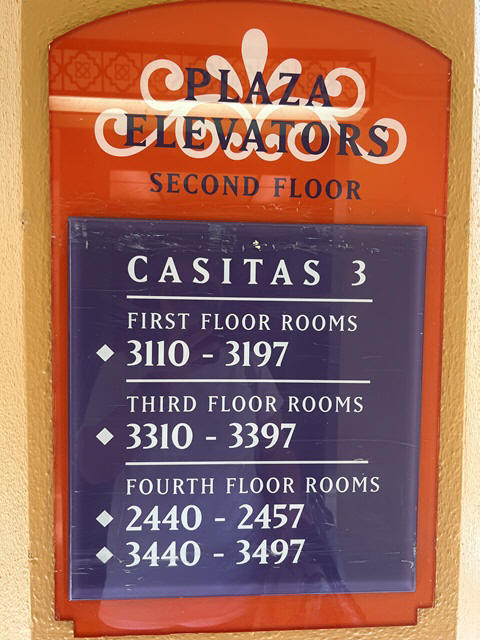 PLAZA
ELEVATORS
SECOND FLOOR
CASITAS 3
FIRST FLOOR ROOMS
3110 - 3197
THIRD FLOOR ROOMS
3310 - 3397
FOURTH FLOOR ROOMS
2440 - 2457
3440 - 3497